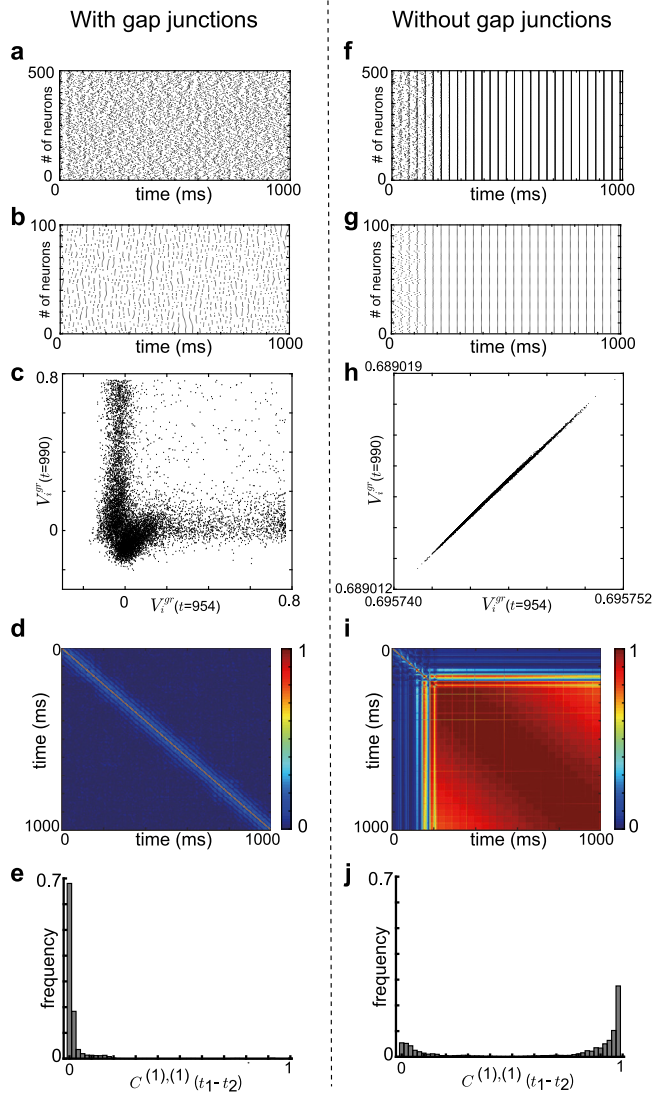 With gap junctions
Without gap junctions
a
500
# of neurons
0
0
time (ms)
1000
f
500
# of neurons
0
0
time (ms)
1000
b
100
# of neurons
0
0
time (ms)
1000
g
100
# of neurons
0
0
time (ms)
1000
c
0.8
V_i^{gr}(t=990)
0
0
V_i^{gr}(t=954)
0.8
h
0.689019
V_i^{gr}(t=990)
0.689012
0.695740
V_i^{gr}(t=954)
0.695752
d
0
time (ms)
1000
0
time (ms)
1000
1
0
i
0
time (ms)
1000
0
time (ms)
1000
1
0
e
0.7
frequency
0
0
1
C^{(1),(1)}(t_1-t_2)
j
0.7
frequency
0
0
1
C^{(1),(1)}(t_1-t_2)